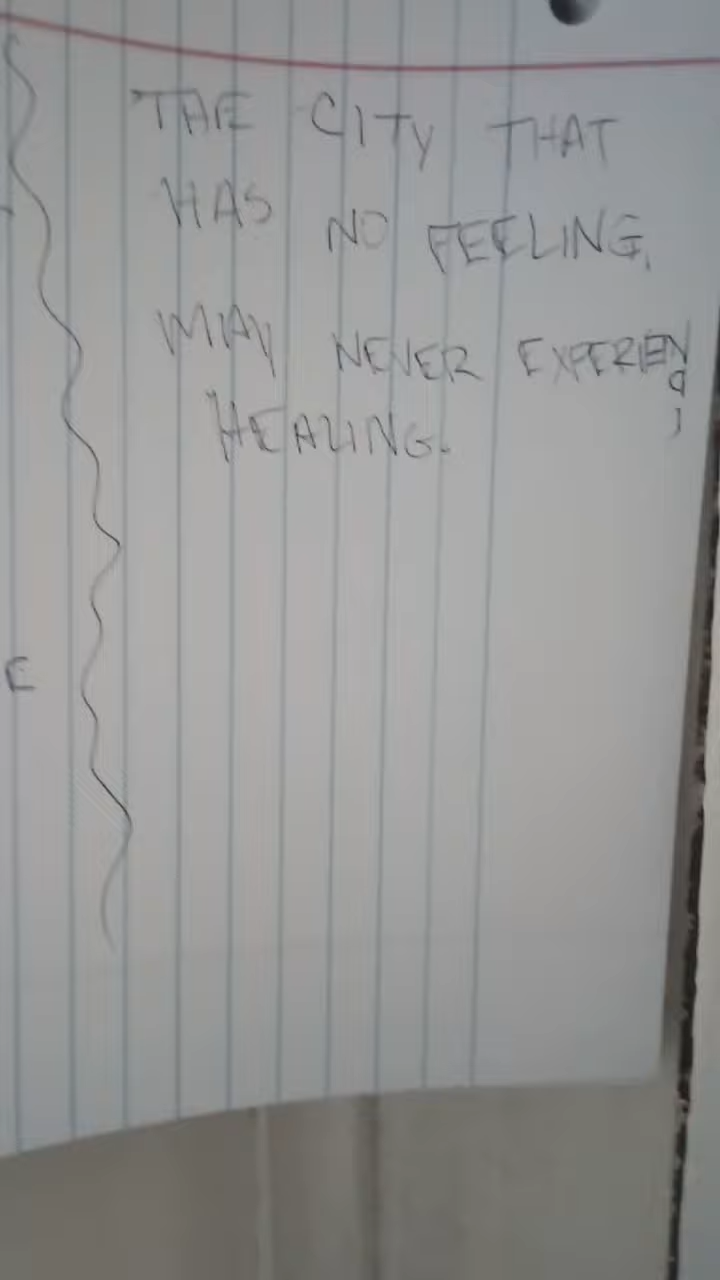 THE CITY THAT
HAS NO FEELING,
MAY NEVER EXPERIEN
HEALING.
E